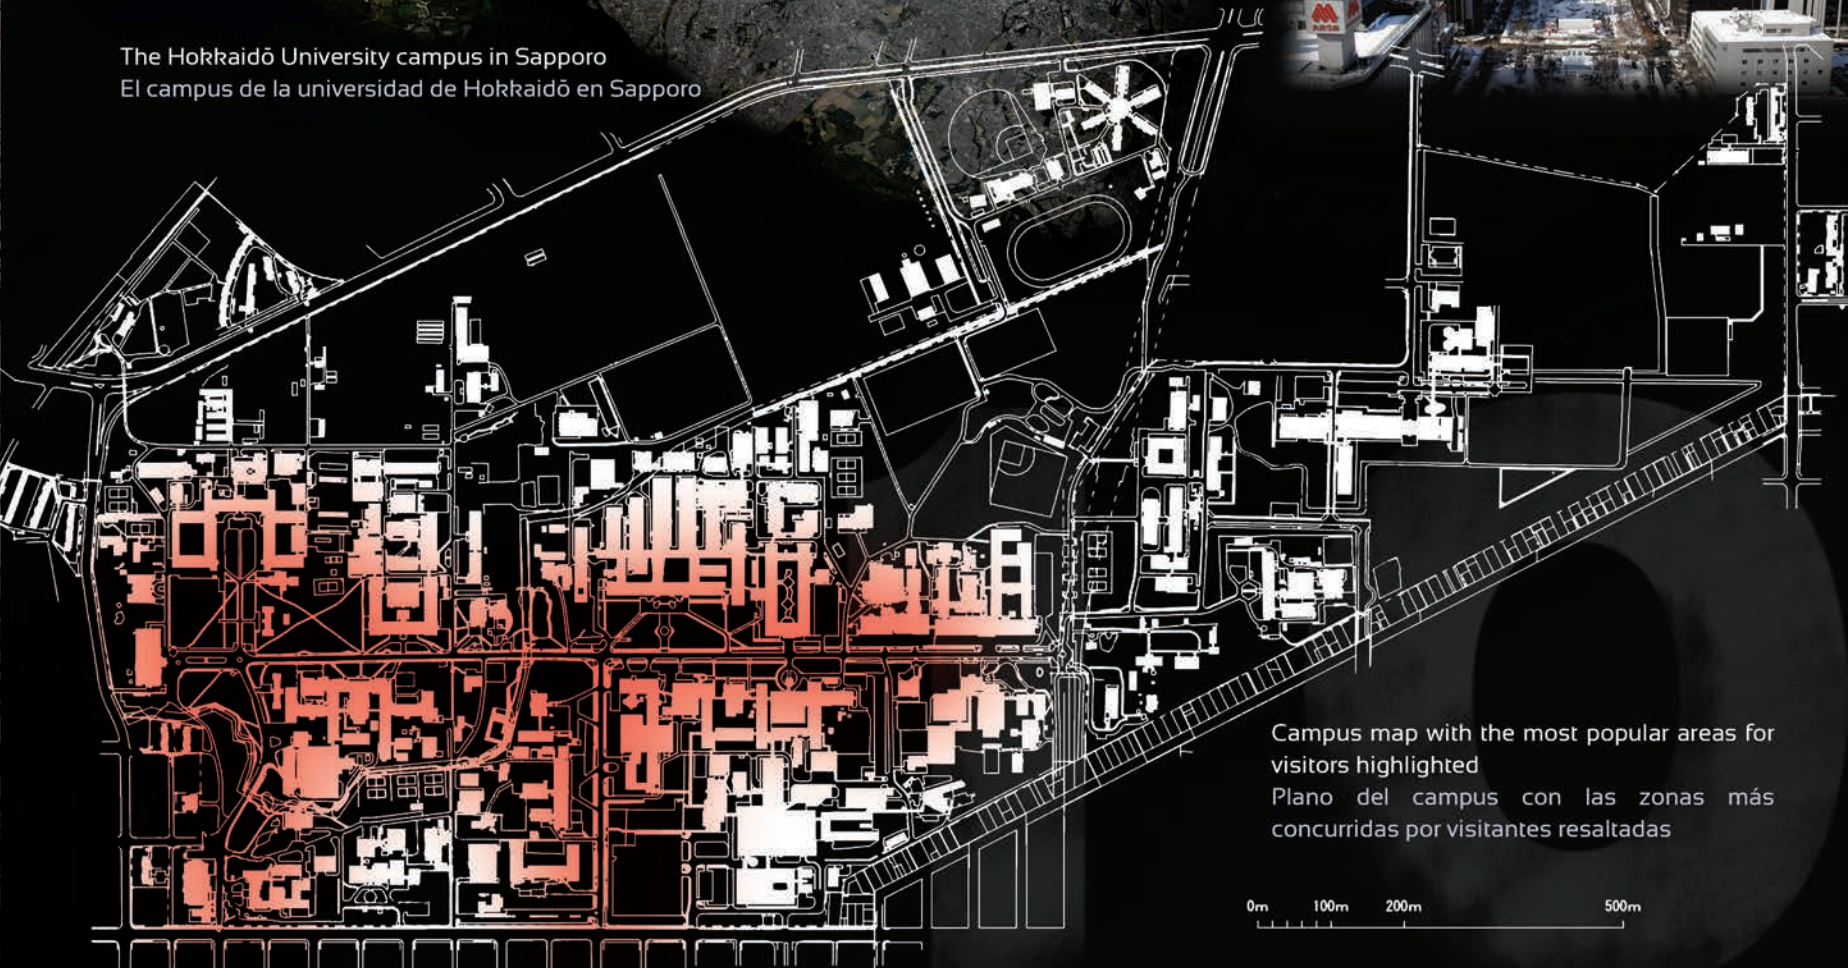 The Hokkaidō University campus in Sapporo
El campus de la universidad de Hokkaidō en Sapporo
Campus map with the most popular areas for
visitors highlighted
Plano del campus con las zonas más
concurridas por visitantes resaltadas
0m 100m 200m 500m